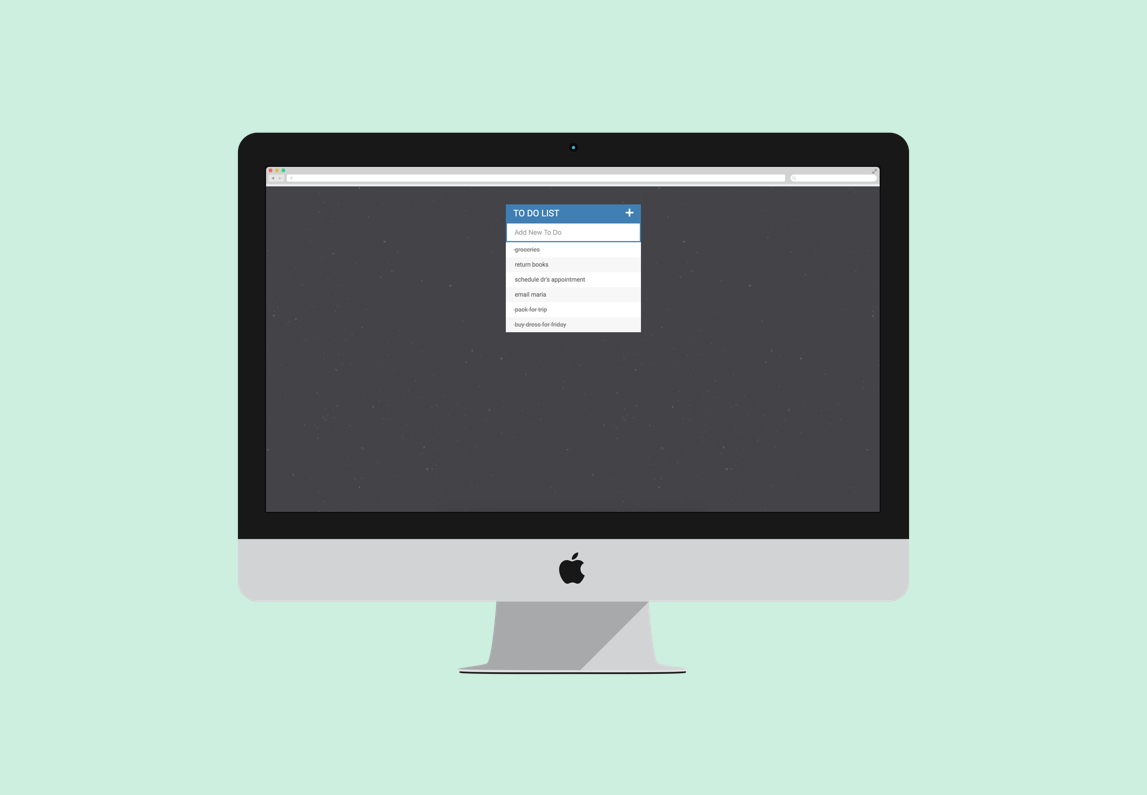 TO DO LIST +
Add New To Do
groceries
return books
schedule dr's appointment
email maria
pack for trip
buy dress for friday